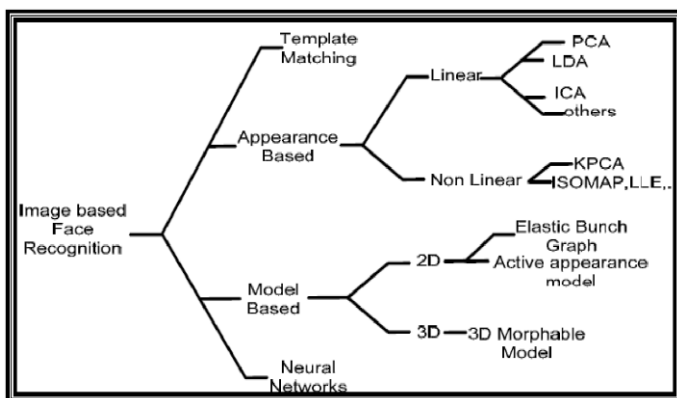 Template
Matching
PCA
LDA
Linear
ICA
others
Appearance
Based
KPCA
Non Linear
ISOMAP,LLE,.
Image based
Face
Recognition
Elastic Bunch
Graph
2D
Active appearance
model
Model
Based
3D
3D Morphable
Model
Neural
Networks